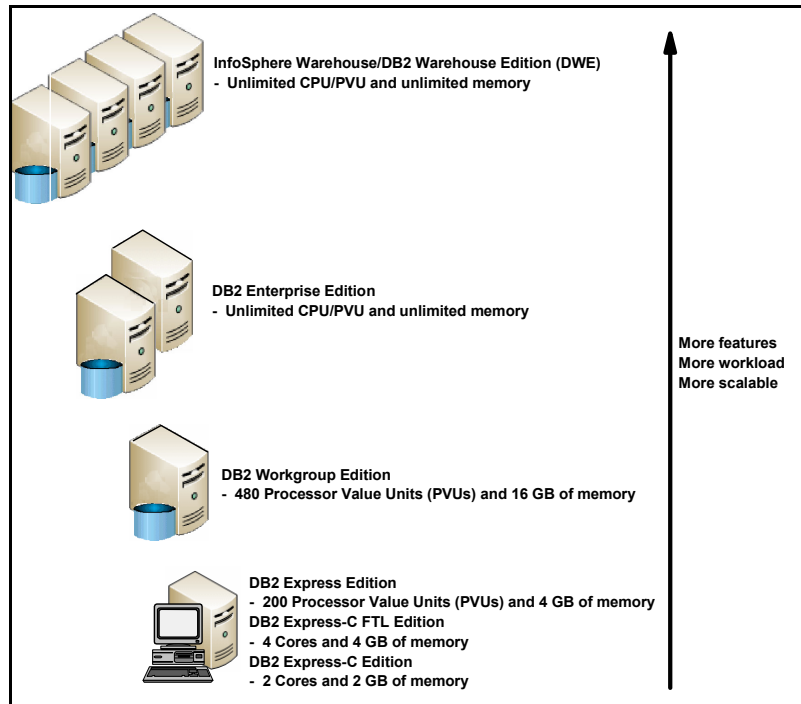 InfoSphere Warehouse/DB2 Warehouse Edition (DWE)
- Unlimited CPU/PVU and unlimited memory
DB2 Enterprise Edition
- Unlimited CPU/PVU and unlimited memory
More features
More workload
More scalable
DB2 Workgroup Edition
- 480 Processor Value Units (PVUs) and 16 GB of memory
DB2 Express Edition
- 200 Processor Value Units (PVUs) and 4 GB of memory
DB2 Express-C FTL Edition
- 4 Cores and 4 GB of memory
DB2 Express-C Edition
- 2 Cores and 2 GB of memory